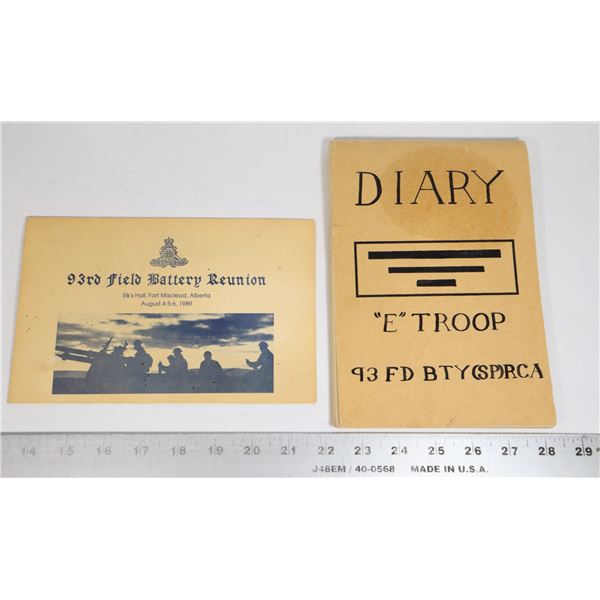 93rd Field Battery Reunion
Elk's Hall, Fort Macleod, Alberta
August 4-5-6, 1989
DIARY
"E" TROOP
93 FD BTY (SP) RCA
14 15 16 17 18 19 20 21 22 23 24 25 26 27 28 29
J48EM / 40-0568 MADE IN U.S.A.